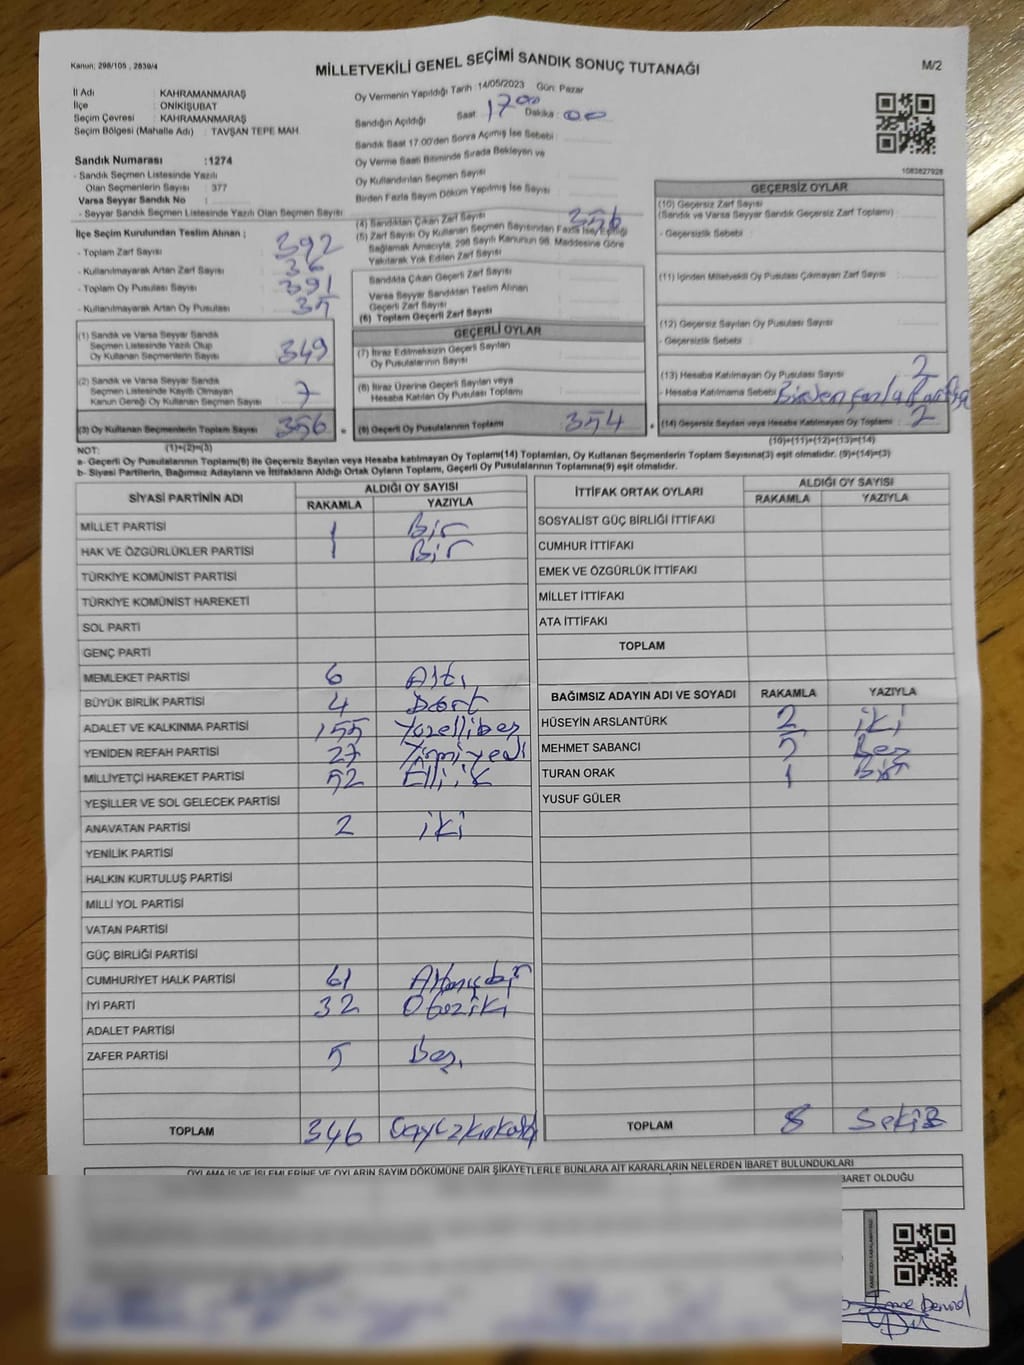 Kanun; 298/105 , 2839/4
MİLLETVEKİLİ GENEL SEÇİMİ SANDIK SONUÇ TUTANAĞI
M/2
İl Adı : KAHRAMANMARAŞ
İlçe : ONİKİŞUBAT
Seçim Çevresi : KAHRAMANMARAŞ
Seçim Bölgesi (Mahalle Adı) : TAVŞAN TEPE MAH.
Sandık Numarası :1274
- Sandık Seçmen Listesinde Yazılı
Olan Seçmenlerin Sayısı : 377
Varsa Seyyar Sandık No :
- Seyyar Sandık Seçmen Listesinde Yazılı Olan Seçmen Sayısı
Oy Vermenin Yapıldığı Tarih :14/05/2023 Gün: Pazar
Sandığın Açıldığı Saat : 17 00 Dakika : 00
Sandık Saat 17:00'den Sonra Açılmış İse Sebebi :
Oy Verme Saati Bitiminde Sırada Bekleyen ve
Oy Kullandırılan Seçmen Sayısı
Birden Fazla Sayım Döküm Yapılmış İse Sayısı
1083827928
İlçe Seçim Kurulundan Teslim Alınan ;
- Toplam Zarf Sayısı : 392
- Kullanılmayarak Artan Zarf Sayısı : 36
- Toplam Oy Pusulası Sayısı : 391
- Kullanılmayarak Artan Oy Pusulası : 35
(1) Sandık ve Varsa Seyyar Sandık
Seçmen Listesinde Yazılı Olup
Oy Kullanan Seçmenlerin Sayısı : 349
(2) Sandık ve Varsa Seyyar Sandık
Seçmen Listesinde Kayıtlı Olmayan
Kanun Gereği Oy Kullanan Seçmen Sayısı : 7
(3) Oy Kullanan Seçmenlerin Toplam Sayısı : 356
(4) Sandıktan Çıkan Zarf Sayısı 356
(5) Zarf Sayısı Oy Kullanan Seçmen Sayısından Fazla İse, Eşitliği
Sağlamak Amacıyla, 298 Sayılı Kanunun 98. Maddesine Göre
Yakılarak Yok Edilen Zarf Sayısı
Sandıkta Çıkan Geçerli Zarf Sayısı
Varsa Seyyar Sandıktan Teslim Alınan
Geçerli Zarf Sayısı
(6) Toplam Geçerli Zarf Sayısı
GEÇERLİ OYLAR
(7) İtiraz Edilmeksizin Geçerli Sayılan
Oy Pusulalarının Sayısı
(8) İtiraz Üzerine Geçerli Sayılan veya
Hesaba Katılan Oy Pusulası Toplamı
= (9) Geçerli Oy Pusulalarının Toplamı : 354
GEÇERSİZ OYLAR
(10) Geçersiz Zarf Sayısı
(Sandık ve Varsa Seyyar Sandık Geçersiz Zarf Toplamı) :
- Geçersizlik Sebebi :
(11) İçinden Milletvekili Oy Pusulası Çıkmayan Zarf Sayısı :
(12) Geçersiz Sayılan Oy Pusulası Sayısı :
- Geçersizlik Sebebi :
(13) Hesaba Katılmayan Oy Pusulası Sayısı : 2
- Hesaba Katılmama Sebebi : Birden fazla Partiye
+ (14) Geçersiz Sayılan veya Hesaba Katılmayan Oy Toplamı : 2
NOT: (1)+(2)=(3) (10)+(11)+(12)+(13)=(14)
a- Geçerli Oy Pusulalarının Toplamı(9) ile Geçersiz Sayılan veya Hesaba katılmayan Oy Toplamı(14) Toplamları, Oy Kullanan Seçmenlerin Toplam Sayısına(3) eşit olmalıdır. (9)+(14)=(3)
b- Siyasi Partilerin, Bağımsız Adayların ve İttifakların Aldığı Ortak Oyların Toplamı, Geçerli Oy Pusulalarının Toplamına(9) eşit olmalıdır.
SİYASİ PARTİNİN ADI ALDIĞI OY SAYISI
RAKAMLA YAZIYLA
MİLLET PARTİSİ 1 Bir
HAK VE ÖZGÜRLÜKLER PARTİSİ 1 Bir
TÜRKİYE KOMÜNİST PARTİSİ
TÜRKİYE KOMÜNİST HAREKETİ
SOL PARTİ
GENÇ PARTİ
MEMLEKET PARTİSİ 6 Altı
BÜYÜK BİRLİK PARTİSİ 4 Dört
ADALET VE KALKINMA PARTİSİ 155 Yüzellibeş
YENİDEN REFAH PARTİSİ 27 Yirmiyedi
MİLLİYETÇİ HAREKET PARTİSİ 52 Elliik
YEŞİLLER VE SOL GELECEK PARTİSİ
ANAVATAN PARTİSİ 2 iki
YENİLİK PARTİSİ
HALKIN KURTULUŞ PARTİSİ
MİLLİ YOL PARTİSİ
VATAN PARTİSİ
GÜÇ BİRLİĞİ PARTİSİ
CUMHURİYET HALK PARTİSİ 61 Altmışbir
İYİ PARTİ 32 Otuziki
ADALET PARTİSİ
ZAFER PARTİSİ 5 Beş
TOPLAM 346
İTTİFAK ORTAK OYLARI ALDIĞI OY SAYISI
RAKAMLA YAZIYLA
SOSYALİST GÜÇ BİRLİĞİ İTTİFAKI
CUMHUR İTTİFAKI
EMEK VE ÖZGÜRLÜK İTTİFAKI
MİLLET İTTİFAKI
ATA İTTİFAKI
TOPLAM
BAĞIMSIZ ADAYIN ADI VE SOYADI RAKAMLA YAZIYLA
HÜSEYİN ARSLANTÜRK 2 iki
MEHMET SABANCI 5 Beş
TURAN ORAK 1 Bir
YUSUF GÜLER
TOPLAM 8 Sekiz
OYLAMA İŞ VE İŞLEMLERİNE VE OYLARIN SAYIM DÖKÜMÜNE DAİR ŞİKAYETLERLE BUNLARA AİT KARARLARIN NELERDEN İBARET BULUNDUKLARI
BARET OLDUĞU